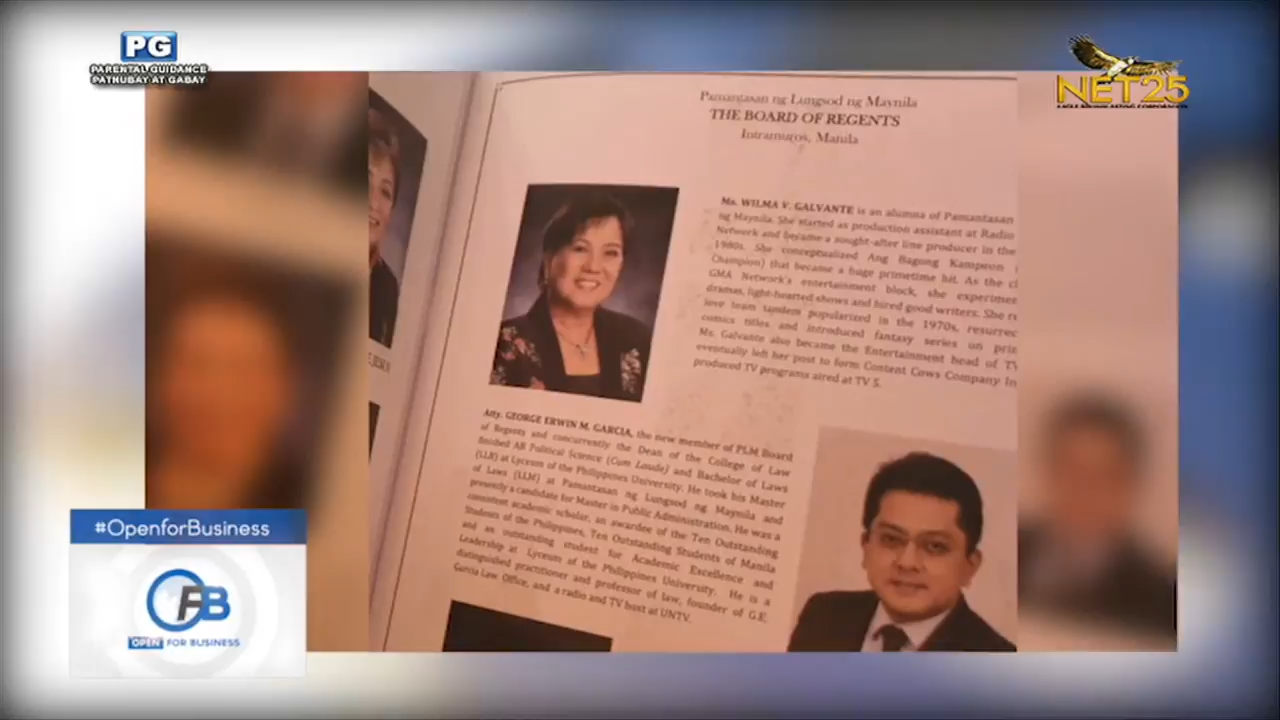 PG
PARENTAL GUIDANCE
PATNUBAY AT GABAY
NET25
EAGLE BROADCASTING CORPORATION
Pamantasan ng Lungsod ng Maynila
THE BOARD OF REGENTS
Intramuros, Manila
Ms. WILMA V. GALVANTE is an alumna of Pamantasan
ng Maynila. She started as production assistant at Radio
Network and became a sought-after line producer in the
1980s. She conceptualized Ang Bagong Kampeon
Champion) that became a huge primetime hit. As the c
GMA Network's entertainment block, she experimen
dramas, light-hearted shows and hired good writers. She r
love team tandem popularized in the 1970s, resurrec
comics titles and introduced fantasy series on prin
Ms. Galvante also became the Entertainment head of TV
eventually left her post to form Content Cows Company In
produced TV programs aired at TV 5.
Atty. GEORGE ERWIN M. GARCIA, the new member of PLM Board
of Regents and concurrently the Dean of the College of Law
finished AB Political Science (Cum Laude) and Bachelor of Laws
(LLB) at Lyceum of the Philippines University. He took his Master
of Laws (LLM) at Pamantasan ng Lungsod ng Maynila and
presently a candidate for Master in Public Administration. He was a
consistent academic scholar, an awardee of the Ten Outstanding
Students of the Philippines, Ten Outstanding Students of Manila
and an outstanding student for Academic Excellence and
Leadership at Lyceum of the Philippines University. He is a
distinguished practitioner and professor of law, founder of G.E.
Garcia Law Office, and a radio and TV host at UNTV.
#OpenforBusiness
OFB
OPEN FOR BUSINESS